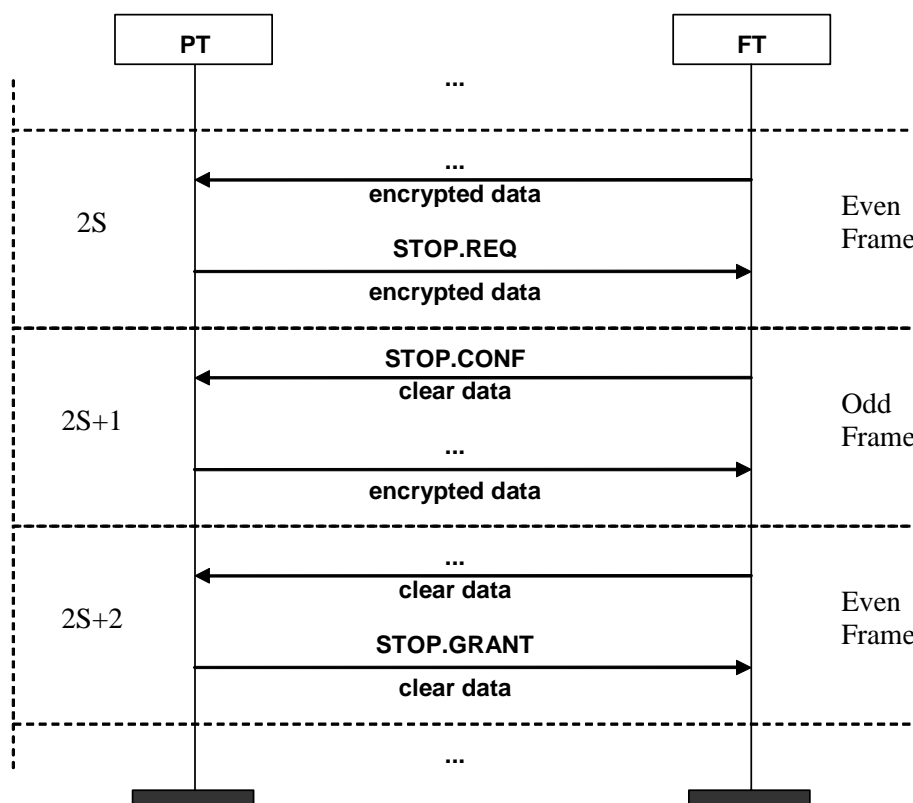 PT
FT
...
...
encrypted data
2S
Even
Frame
STOP.REQ
encrypted data
STOP.CONF
clear data
2S+1
Odd
Frame
...
encrypted data
...
clear data
2S+2
Even
Frame
STOP.GRANT
clear data
...